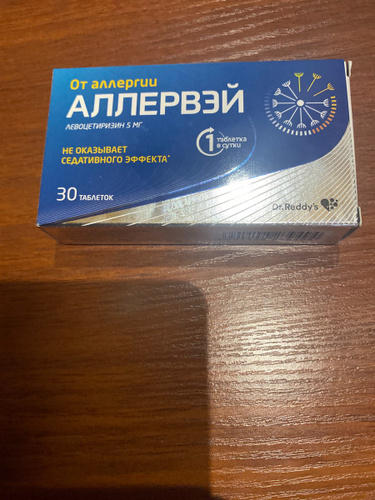 От аллергии
АЛЛЕРВЭЙ
ЛЕВОЦЕТИРИЗИН 5 МГ
НЕ ОКАЗЫВАЕТ
СЕДАТИВНОГО ЭФФЕКТА*
1 таблетка
в сутки
30 ТАБЛЕТОК
Dr.Reddy's